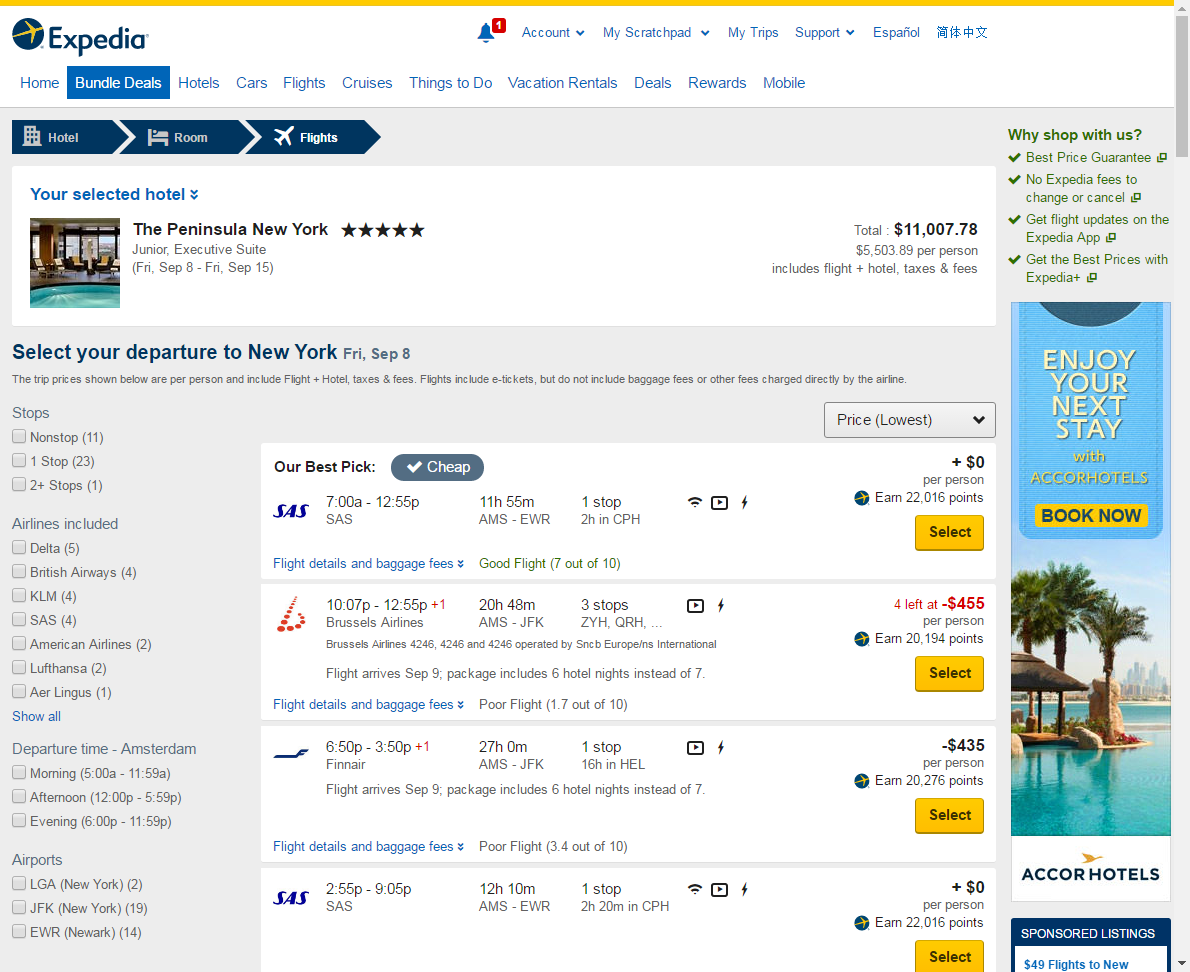 Expedia
1
Account
My Scratchpad
My Trips
Support
Español
简体中文
Home
Bundle Deals
Hotels
Cars
Flights
Cruises
Things to Do
Vacation Rentals
Deals
Rewards
Mobile
Hotel
Room
Flights
Your selected hotel
The Peninsula New York
Junior, Executive Suite
(Fri, Sep 8 - Fri, Sep 15)
Total : $11,007.78
$5,503.89 per person
includes flight + hotel, taxes & fees
Why shop with us?
Best Price Guarantee
No Expedia fees to
change or cancel
Get flight updates on the
Expedia App
Get the Best Prices with
Expedia+
Select your departure to New York Fri, Sep 8
The trip prices shown below are per person and include Flight + Hotel, taxes & fees. Flights include e-tickets, but do not include baggage fees or other fees charged directly by the airline.
Stops
Nonstop (11)
1 Stop (23)
2+ Stops (1)
Airlines included
Delta (5)
British Airways (4)
KLM (4)
SAS (4)
American Airlines (2)
Lufthansa (2)
Aer Lingus (1)
Show all
Departure time - Amsterdam
Morning (5:00a - 11:59a)
Afternoon (12:00p - 5:59p)
Evening (6:00p - 11:59p)
Airports
LGA (New York) (2)
JFK (New York) (19)
EWR (Newark) (14)
Price (Lowest)
Our Best Pick:
Cheap
SAS
7:00a - 12:55p
SAS
11h 55m
AMS - EWR
1 stop
2h in CPH
+ $0
per person
Earn 22,016 points
Select
Flight details and baggage fees
Good Flight (7 out of 10)
10:07p - 12:55p +1
Brussels Airlines
20h 48m
AMS - JFK
3 stops
ZYH, QRH, ...
4 left at -$455
per person
Earn 20,194 points
Select
Brussels Airlines 4246, 4246 and 4246 operated by Sncb Europe/ns International
Flight arrives Sep 9; package includes 6 hotel nights instead of 7.
Flight details and baggage fees
Poor Flight (1.7 out of 10)
6:50p - 3:50p +1
Finnair
27h 0m
AMS - JFK
1 stop
16h in HEL
-$435
per person
Earn 20,276 points
Select
Flight arrives Sep 9; package includes 6 hotel nights instead of 7.
Flight details and baggage fees
Poor Flight (3.4 out of 10)
SAS
2:55p - 9:05p
SAS
12h 10m
AMS - EWR
1 stop
2h 20m in CPH
+ $0
per person
Earn 22,016 points
Select
ENJOY
YOUR
NEXT
STAY
with
ACCORHOTELS
BOOK NOW
ACCORHOTELS
SPONSORED LISTINGS
$49 Flights to New